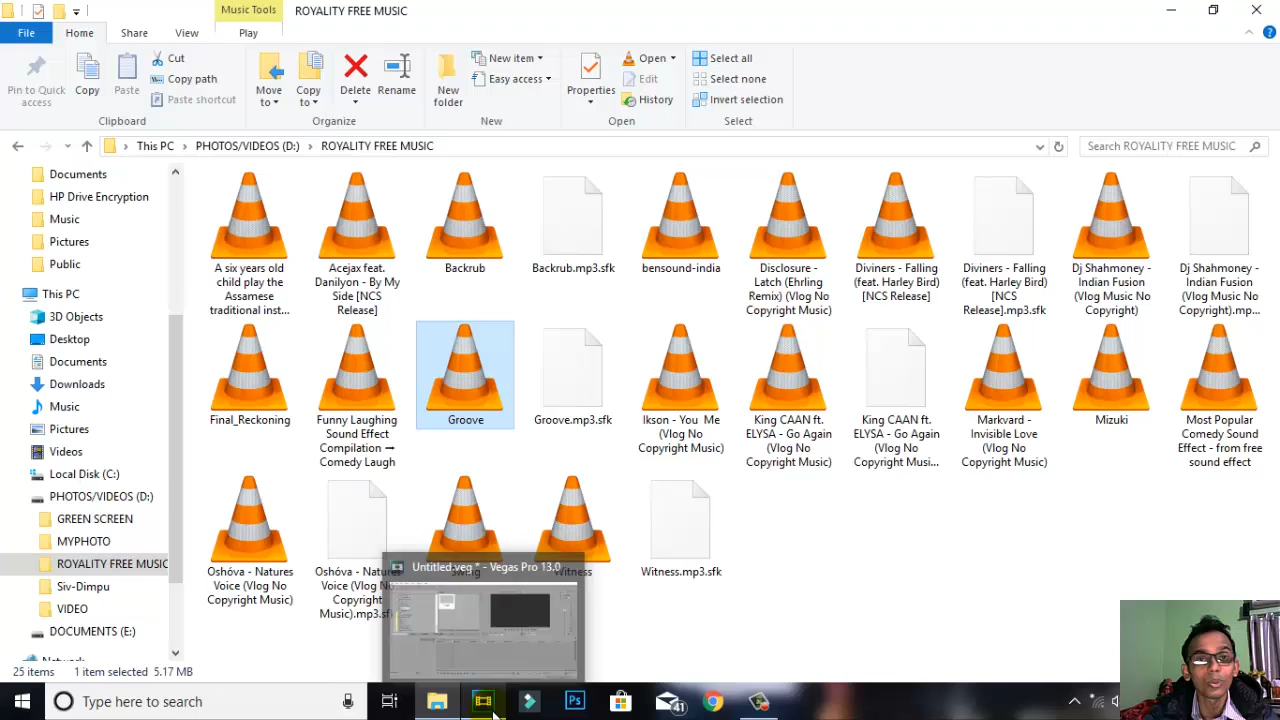 Music Tools
ROYALITY FREE MUSIC
File
Home
Share
View
Play
Pin to Quick
access
Copy
Paste
Cut
Copy path
Paste shortcut
Clipboard
Move
to
Copy
to
Delete
Rename
Organize
New
folder
New item
Easy access
New
Properties
Open
Edit
History
Open
Select all
Select none
Invert selection
Select
This PC
PHOTOS/VIDEOS (D:)
ROYALITY FREE MUSIC
Search ROYALITY FREE MUSIC
Documents
HP Drive Encryption
Music
Pictures
Public
This PC
3D Objects
Desktop
Documents
Downloads
Music
Pictures
Videos
Local Disk (C:)
PHOTOS/VIDEOS (D:)
GREEN SCREEN
MYPHOTO
ROYALITY FREE MUSIC
Siv-Dimpu
VIDEO
DOCUMENTS (E:)
Network
A six years old
child play the
Assamese
traditional inst...
Acejax feat.
Danilyon - By My
Side [NCS
Release]
Backrub
Backrub.mp3.sfk
bensound-india
Disclosure -
Latch (Ehrling
Remix) (Vlog No
Copyright Music)
Diviners - Falling
(feat. Harley Bird)
[NCS Release]
Diviners - Falling
(feat. Harley Bird)
[NCS
Release].mp3.sfk
Dj Shahmoney -
Indian Fusion
(Vlog Music No
Copyright)
Dj Shahmoney -
Indian Fusion
(Vlog Music No
Copyright).mp...
Final_Reckoning
Funny Laughing
Sound Effect
Compilation →
Comedy Laugh
Groove
Groove.mp3.sfk
Ikson - You Me
(Vlog No
Copyright Music)
King CAAN ft.
ELYSA - Go Again
(Vlog No
Copyright Music)
King CAAN ft.
ELYSA - Go Again
(Vlog No
Copyright Musi...
Markvard -
Invisible Love
(Vlog No
Copyright Music)
Mizuki
Most Popular
Comedy Sound
Effect - from free
sound effect
Oshóva - Natures
Voice (Vlog No
Copyright Music)
Oshóva - Natures
Voice (Vlog No
Copyright
Music).mp3.sfk
Swing
Witness
Witness.mp3.sfk
Untitled.veg * - Vegas Pro 13.0
25 items
1 item selected 5.17 MB
Type here to search
41